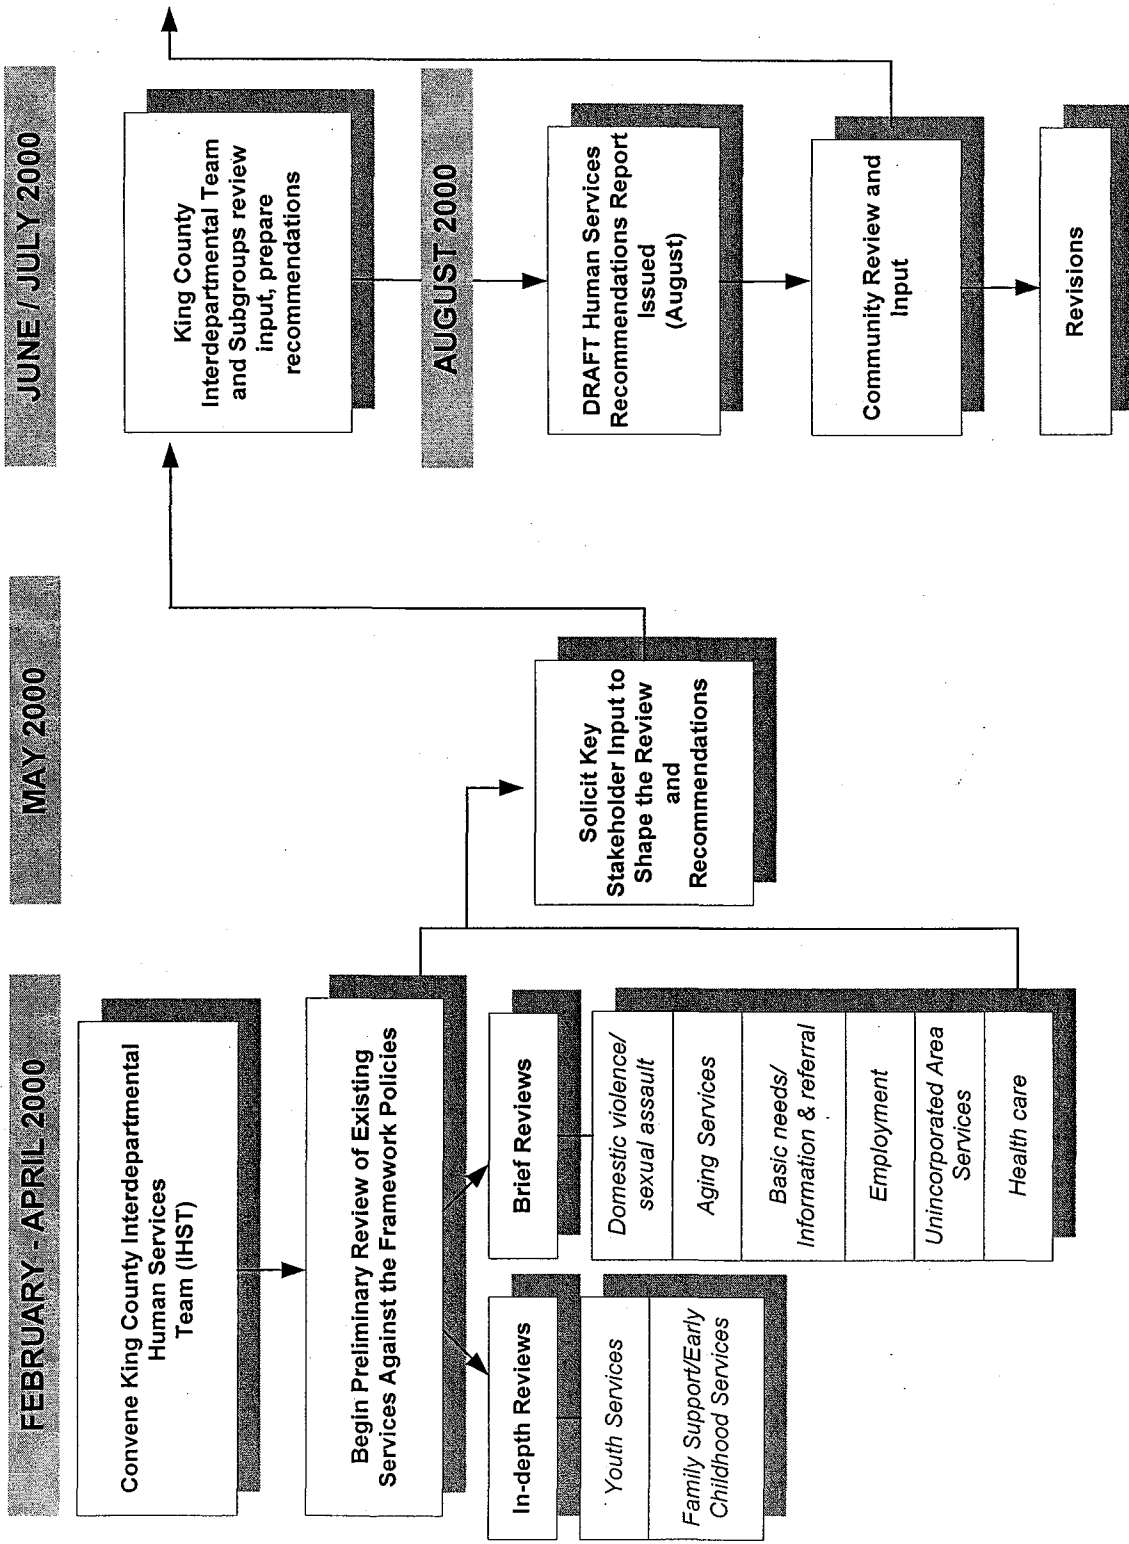 FEBRUARY - APRIL 2000
Convene King County Interdepartmental
Human Services
Team (IHST)
Begin Preliminary Review of Existing
Services Against the Framework Policies
In-depth Reviews
Youth Services
Family Support/Early
Childhood Services
Brief Reviews
Domestic violence/
sexual assault
Aging Services
Basic needs/
Information & referral
Employment
Unincorporated Area
Services
Health care
MAY 2000
Solicit Key
Stakeholder Input to
Shape the Review
and
Recommendations
JUNE / JULY 2000
King County
Interdepartmental Team
and Subgroups review
input, prepare
recommendations
AUGUST 2000
DRAFT Human Services
Recommendations Report
Issued
(August)
Community Review and
Input
Revisions